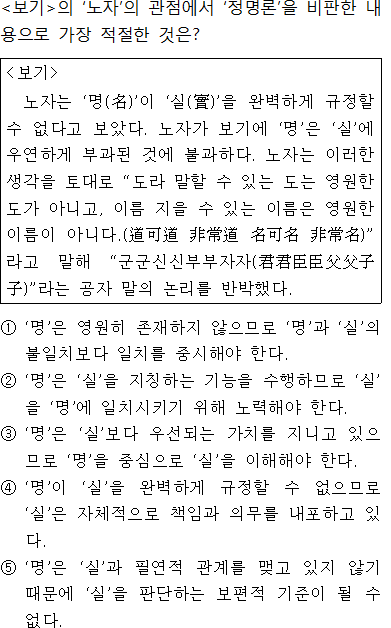 <보기>의 ‘노자’의 관점에서 ‘정명론’을 비판한 내
용으로 가장 적절한 것은?
<보기>
노자는 ‘명(名)’이 ‘실(實)’을 완벽하게 규정할
수 없다고 보았다. 노자가 보기에 ‘명’은 ‘실’에
우연하게 부과된 것에 불과하다. 노자는 이러한
생각을 토대로 “도라 말할 수 있는 도는 영원한
도가 아니고, 이름 지을 수 있는 이름은 영원한
이름이 아니다.(道可道 非常道 名可名 非常名)”
라고 말해 “군군신신부부자자(君君臣臣父父子
子)”라는 공자 말의 논리를 반박했다.
① ‘명’은 영원히 존재하지 않으므로 ‘명’과 ‘실’의
불일치보다 일치를 중시해야 한다.
② ‘명’은 ‘실’을 지칭하는 기능을 수행하므로 ‘실’
을 ‘명’에 일치시키기 위해 노력해야 한다.
③ ‘명’은 ‘실’보다 우선되는 가치를 지니고 있으
므로 ‘명’을 중심으로 ‘실’을 이해해야 한다.
④ ‘명’이 ‘실’을 완벽하게 규정할 수 없으므로
‘실’은 자체적으로 책임과 의무를 내포하고 있
다.
⑤ ‘명’은 ‘실’과 필연적 관계를 맺고 있지 않기
때문에 ‘실’을 판단하는 보편적 기준이 될 수
없다.